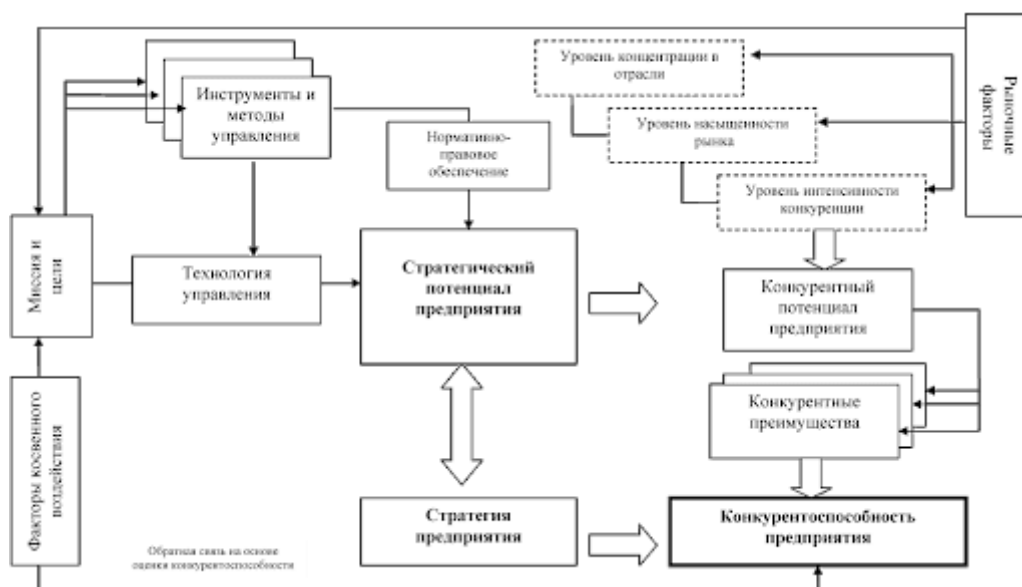 Уровень концентрации в
отрасли
Рыночные
факторы
Инструменты и
методы управления
Уровень насыщенности
рынка
Нормативно-
правовое
обеспечение
Уровень интенсивности
конкуренции
Миссия и
цели
Технология
управления
Стратегический
потенциал
предприятия
Конкурентный
потенциал
предприятия
Конкурентные
преимущества
Факторы косвенного
воздействия
Стратегия
предприятия
Конкурентоспособность
предприятия
Обратная связь на основе
оценки конкурентоспособности